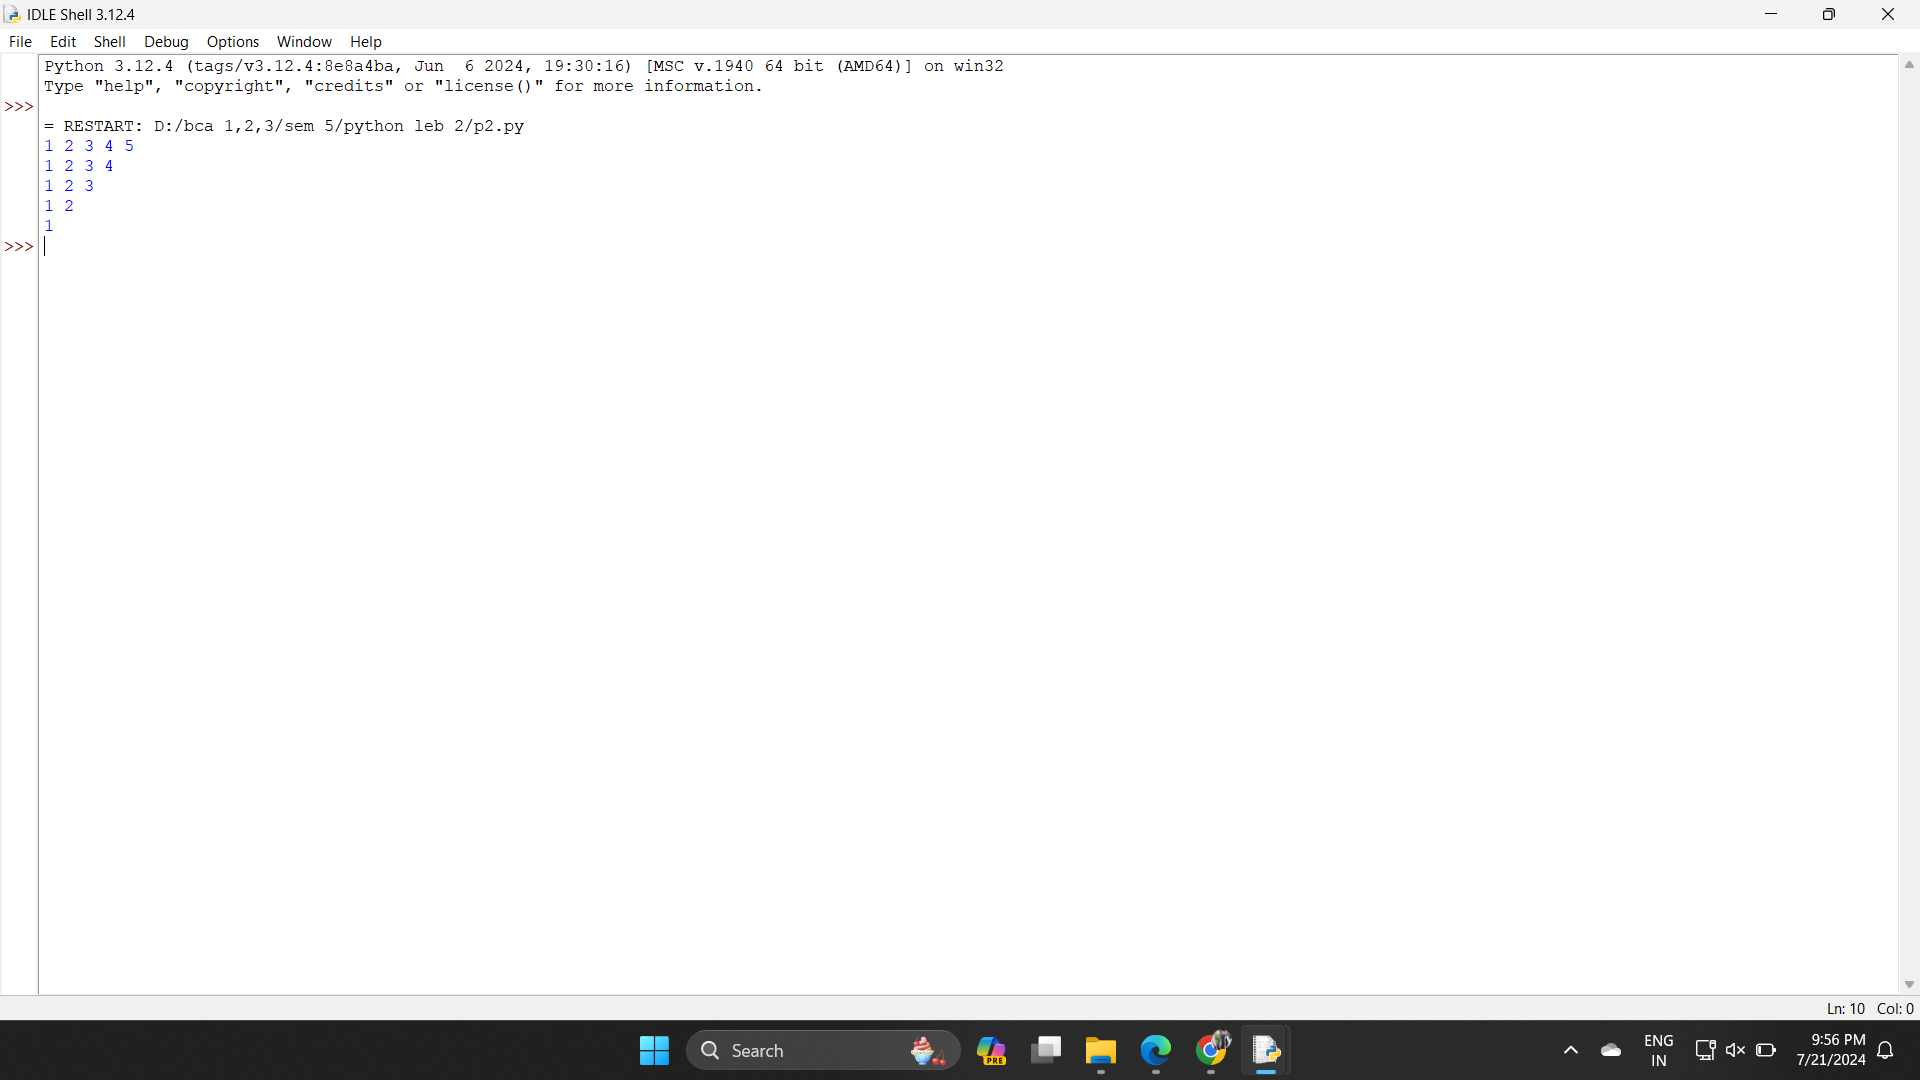 IDLE Shell 3.12.4
File Edit Shell Debug Options Window Help
Python 3.12.4 (tags/v3.12.4:8e8a4ba, Jun  6 2024, 19:30:16) [MSC v.1940 64 bit (AMD64)] on win32
Type "help", "copyright", "credits" or "license()" for more information.
>>>
= RESTART: D:/bca 1,2,3/sem 5/python leb 2/p2.py
1 2 3 4 5
1 2 3 4
1 2 3
1 2
1
>>>
Ln: 10 Col: 0
Search
PRE
ENG
IN
9:56 PM
7/21/2024